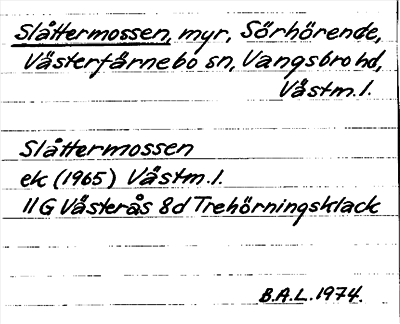 Slåttermossen, myr, Sörhörende,
Västerfärnebo sn, Vangsbro hd,
Västm.l.
Slåttermossen
ek (1965) Västm.l.
11G Västerås 8d Trehörningsklack
B.A.L. 1974.